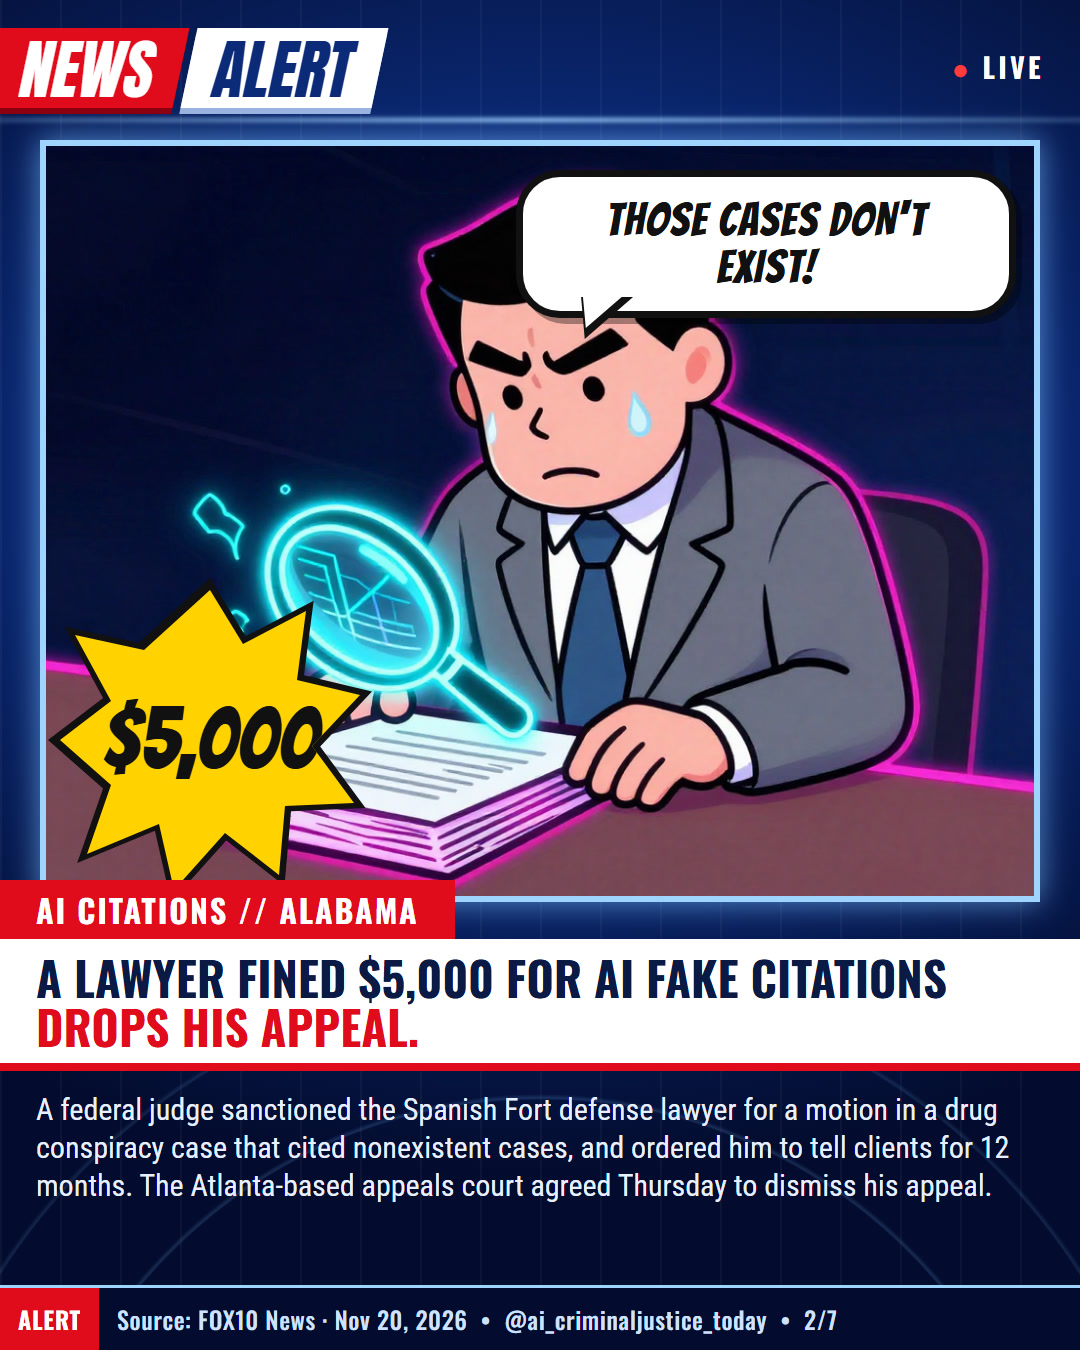 NEWS ALERT
LIVE
THOSE CASES DON'T
EXIST!
$5,000
AI CITATIONS // ALABAMA
A LAWYER FINED $5,000 FOR AI FAKE CITATIONS
DROPS HIS APPEAL.
A federal judge sanctioned the Spanish Fort defense lawyer for a motion in a drug
conspiracy case that cited nonexistent cases, and ordered him to tell clients for 12
months. The Atlanta-based appeals court agreed Thursday to dismiss his appeal.
ALERT Source: FOX10 News · Nov 20, 2026 • @ai_criminaljustice_today • 2/7